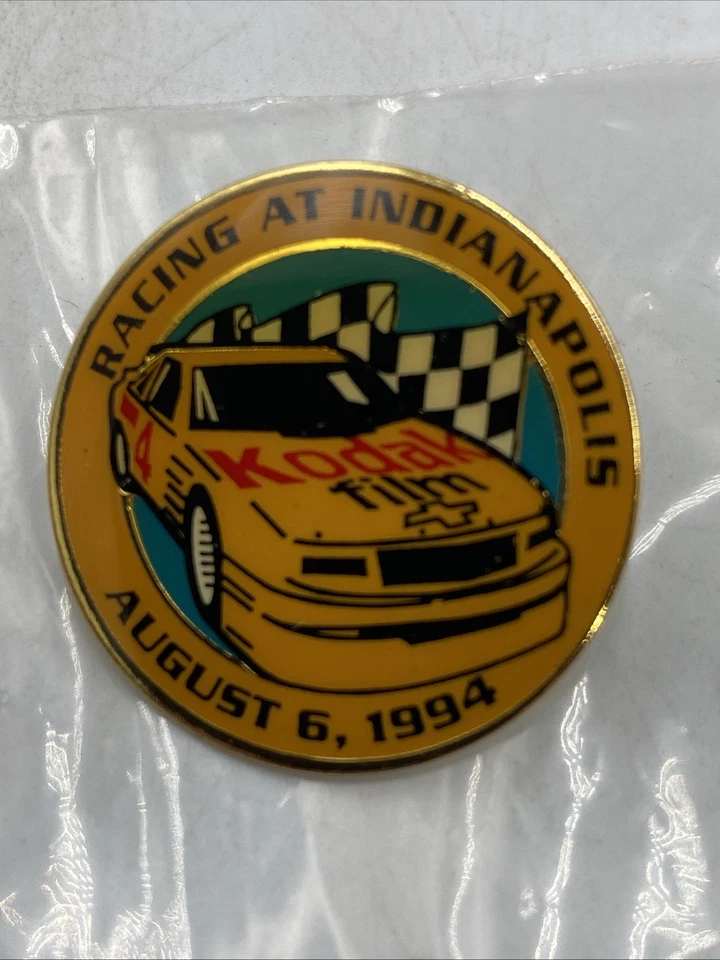 RACING AT INDIANAPOLIS
4
Kodak
film
AUGUST 6, 1994